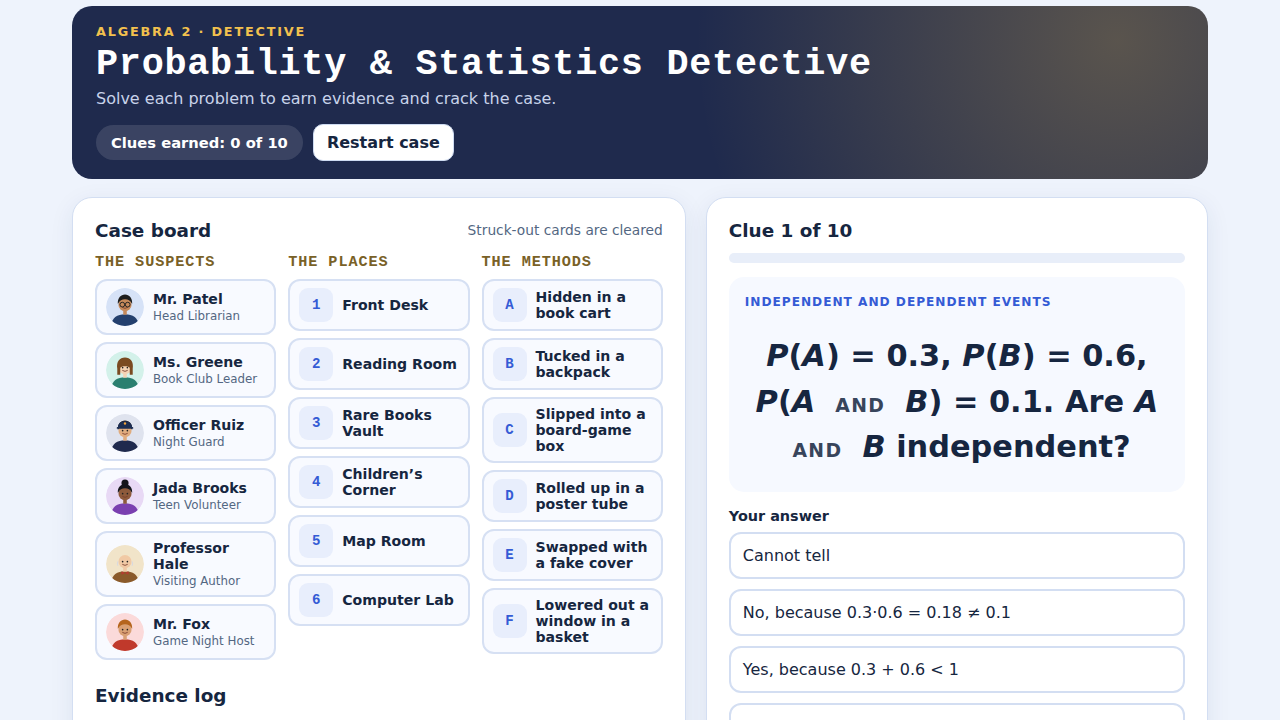 ALGEBRA 2 · DETECTIVE
Probability & Statistics Detective
Solve each problem to earn evidence and crack the case.
Clues earned: 0 of 10
Restart case
Case board
Struck-out cards are cleared
THE SUSPECTS
Mr. Patel
Head Librarian
Ms. Greene
Book Club Leader
Officer Ruiz
Night Guard
Jada Brooks
Teen Volunteer
Professor
Hale
Visiting Author
Mr. Fox
Game Night Host
THE PLACES
1 Front Desk
2 Reading Room
3 Rare Books
Vault
4 Children’s
Corner
5 Map Room
6 Computer Lab
THE METHODS
A Hidden in a
book cart
B Tucked in a
backpack
C Slipped into a
board-game
box
D Rolled up in a
poster tube
E Swapped with
a fake cover
F Lowered out a
window in a
basket
Evidence log
Clue 1 of 10
INDEPENDENT AND DEPENDENT EVENTS
P(A) = 0.3, P(B) = 0.6,
P(A AND B) = 0.1. Are A
AND B independent?
Your answer
Cannot tell
No, because 0.3·0.6 = 0.18 ≠ 0.1
Yes, because 0.3 + 0.6 < 1